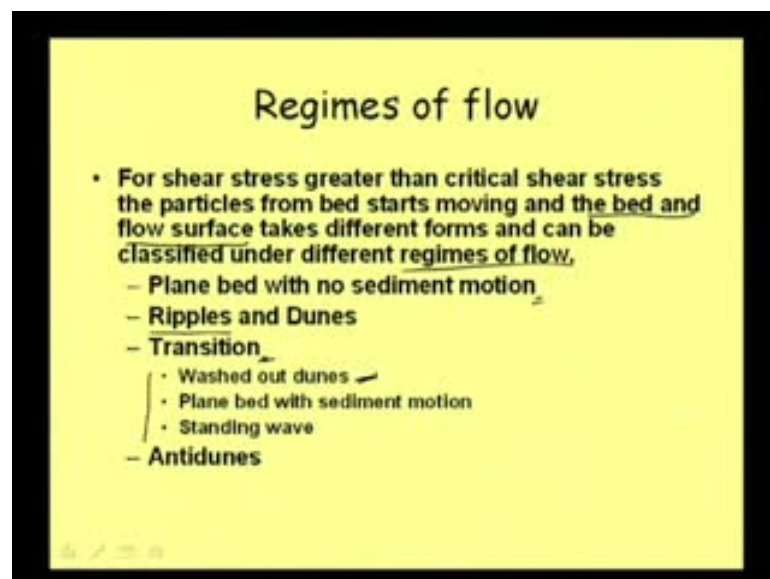 Regimes of flow
• For shear stress greater than critical shear stress
the particles from bed starts moving and the bed and
flow surface takes different forms and can be
classified under different regimes of flow.
– Plane bed with no sediment motion
– Ripples and Dunes
– Transition
• Washed out dunes
• Plane bed with sediment motion
• Standing wave
– Antidunes